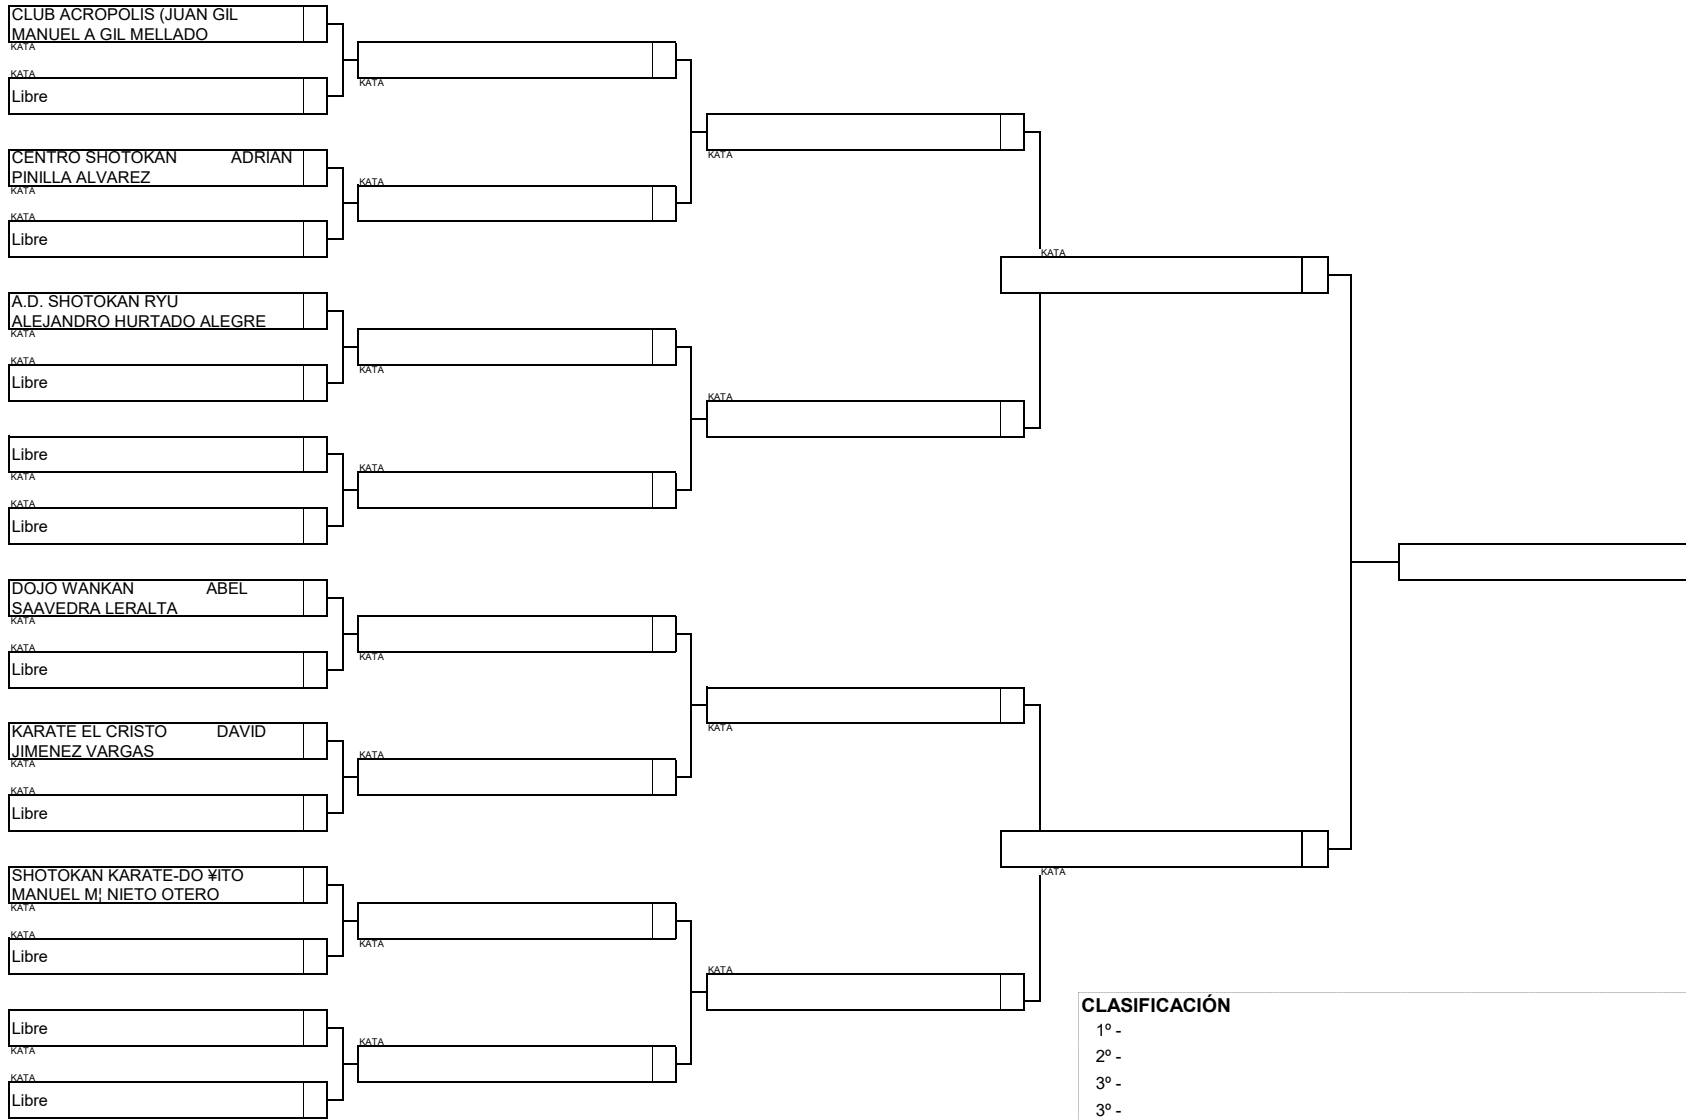 CLUB ACROPOLIS (JUAN GIL
MANUEL A GIL MELLADO
KATA
KATA
Libre
CENTRO SHOTOKAN ADRIAN
PINILLA ALVAREZ
KATA
KATA
Libre
A.D. SHOTOKAN RYU
ALEJANDRO HURTADO ALEGRE
KATA
KATA
Libre
Libre
KATA
KATA
Libre
DOJO WANKAN ABEL
SAAVEDRA LERALTA
KATA
KATA
Libre
KARATE EL CRISTO DAVID
JIMENEZ VARGAS
KATA
KATA
Libre
SHOTOKAN KARATE-DO ¥ITO
MANUEL M¦ NIETO OTERO
KATA
KATA
Libre
Libre
KATA
KATA
Libre
KATA
KATA
KATA
KATA
KATA
KATA
KATA
KATA
KATA
KATA
KATA
KATA
KATA
KATA
CLASIFICACIÓN
1º -
2º -
3º -
3º -